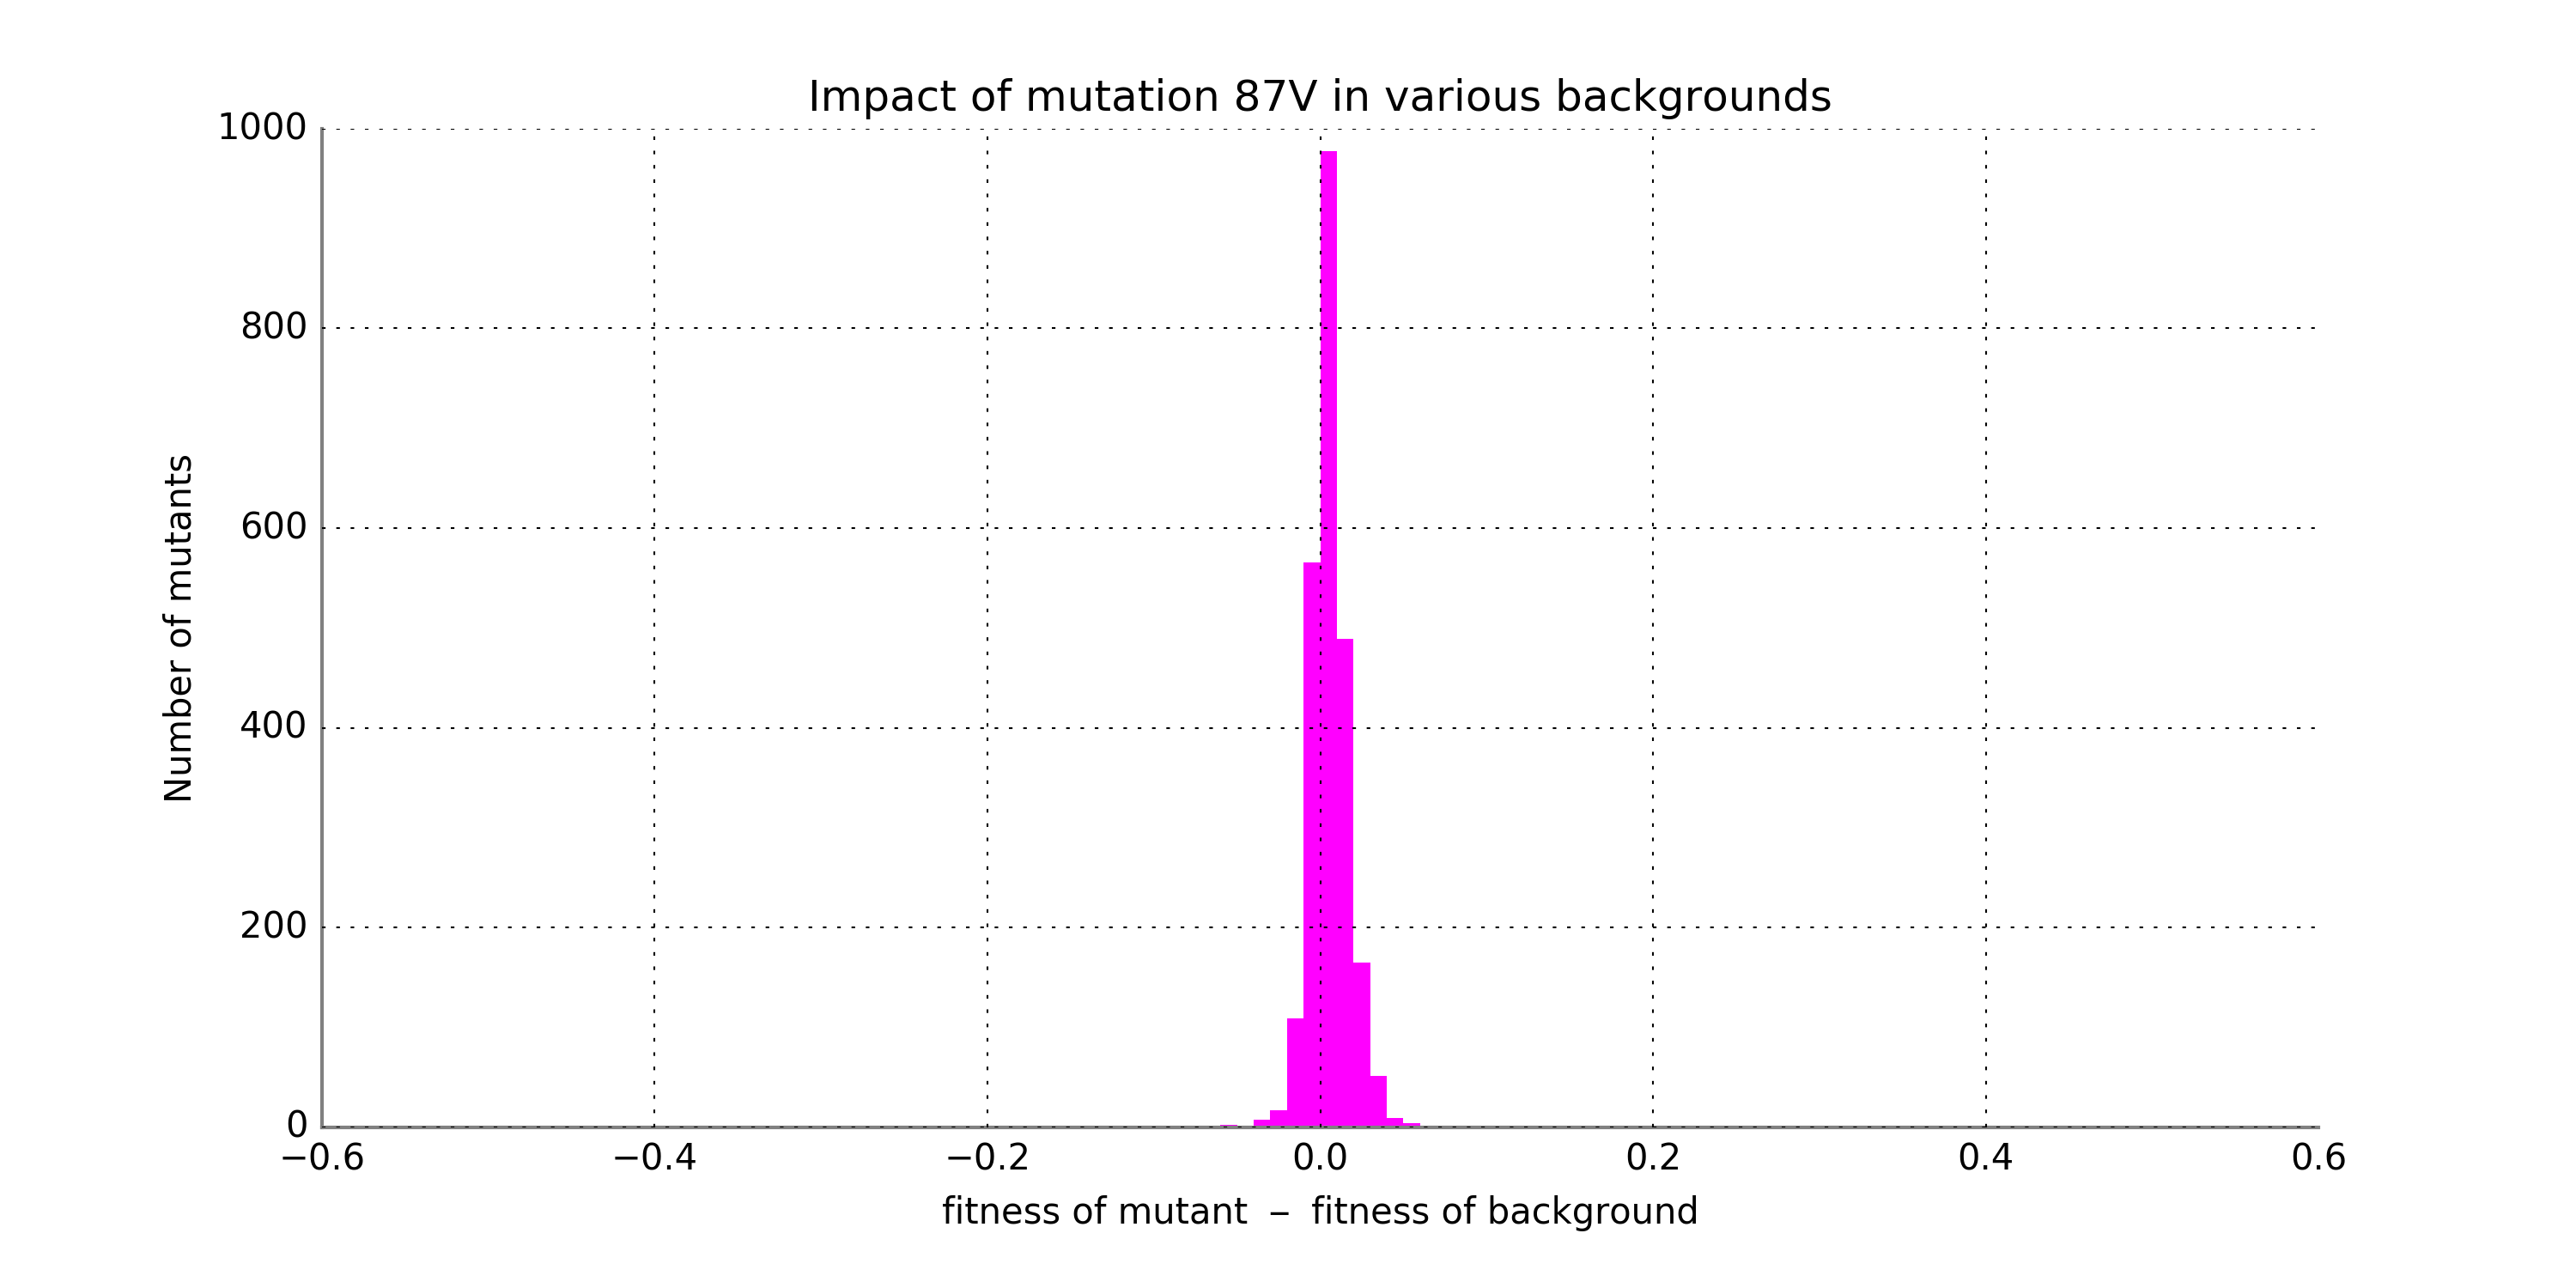 Impact of mutation 87V in various backgrounds
1000
800
600
400
200
0
Number of mutants
−0.6 −0.4 −0.2 0.0 0.2 0.4 0.6
fitness of mutant − fitness of background